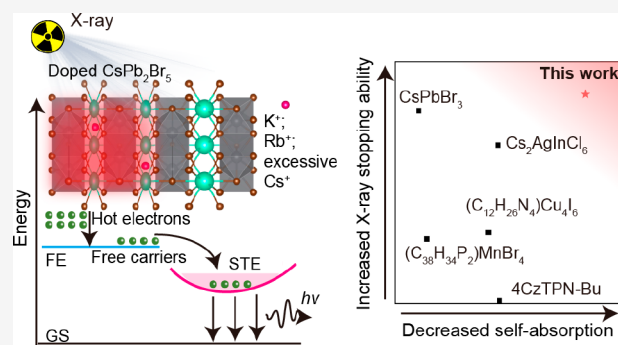 X-ray
Doped CsPb₂Br₅
K⁺;
Rb⁺;
excessive
Cs⁺
Energy
Hot electrons
Free carriers
FE
STE
hv
GS
Increased X-ray stopping ability
This work
CsPbBr₃
Cs₂AgInCl₆
(C₁₂H₂₆N₄)Cu₄I₆
(C₃₈H₃₄P₂)MnBr₄
4CzTPN-Bu
Decreased self-absorption